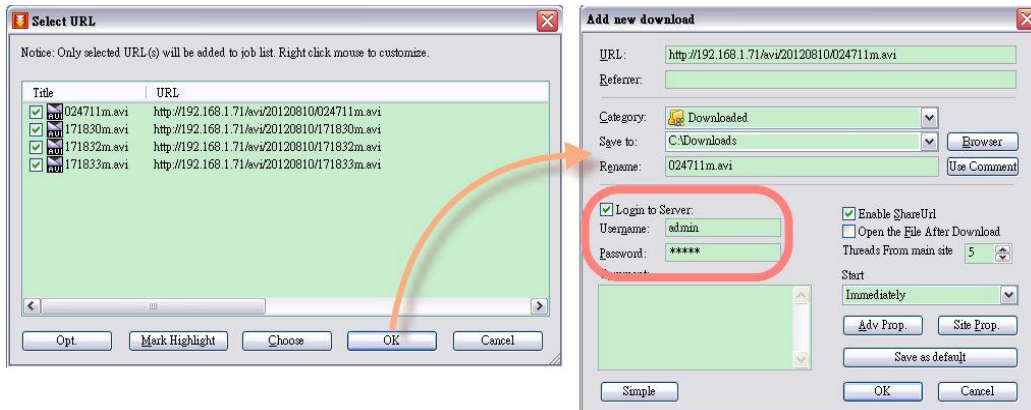 Select URL
Notice: Only selected URL(s) will be added to job list. Right click mouse to customize.
Title URL
024711m.avi http://192.168.1.71/avi/20120810/024711m.avi
171830m.avi http://192.168.1.71/avi/20120810/171830m.avi
171832m.avi http://192.168.1.71/avi/20120810/171832m.avi
171833m.avi http://192.168.1.71/avi/20120810/171833m.avi
Opt. Mark Highlight Choose OK Cancel
Add new download
URL: http://192.168.1.71/avi/20120810/024711m.avi
Referrer:
Category: Downloaded
Save to: C:\Downloads Browser
Rename: 024711m.avi Use Comment
Login to Server:
Username: admin
Password: *****
Enable ShareUrl
Open the File After Download
Threads From main site 5
Start
Immediately
Adv Prop. Site Prop.
Save as default
Simple OK Cancel